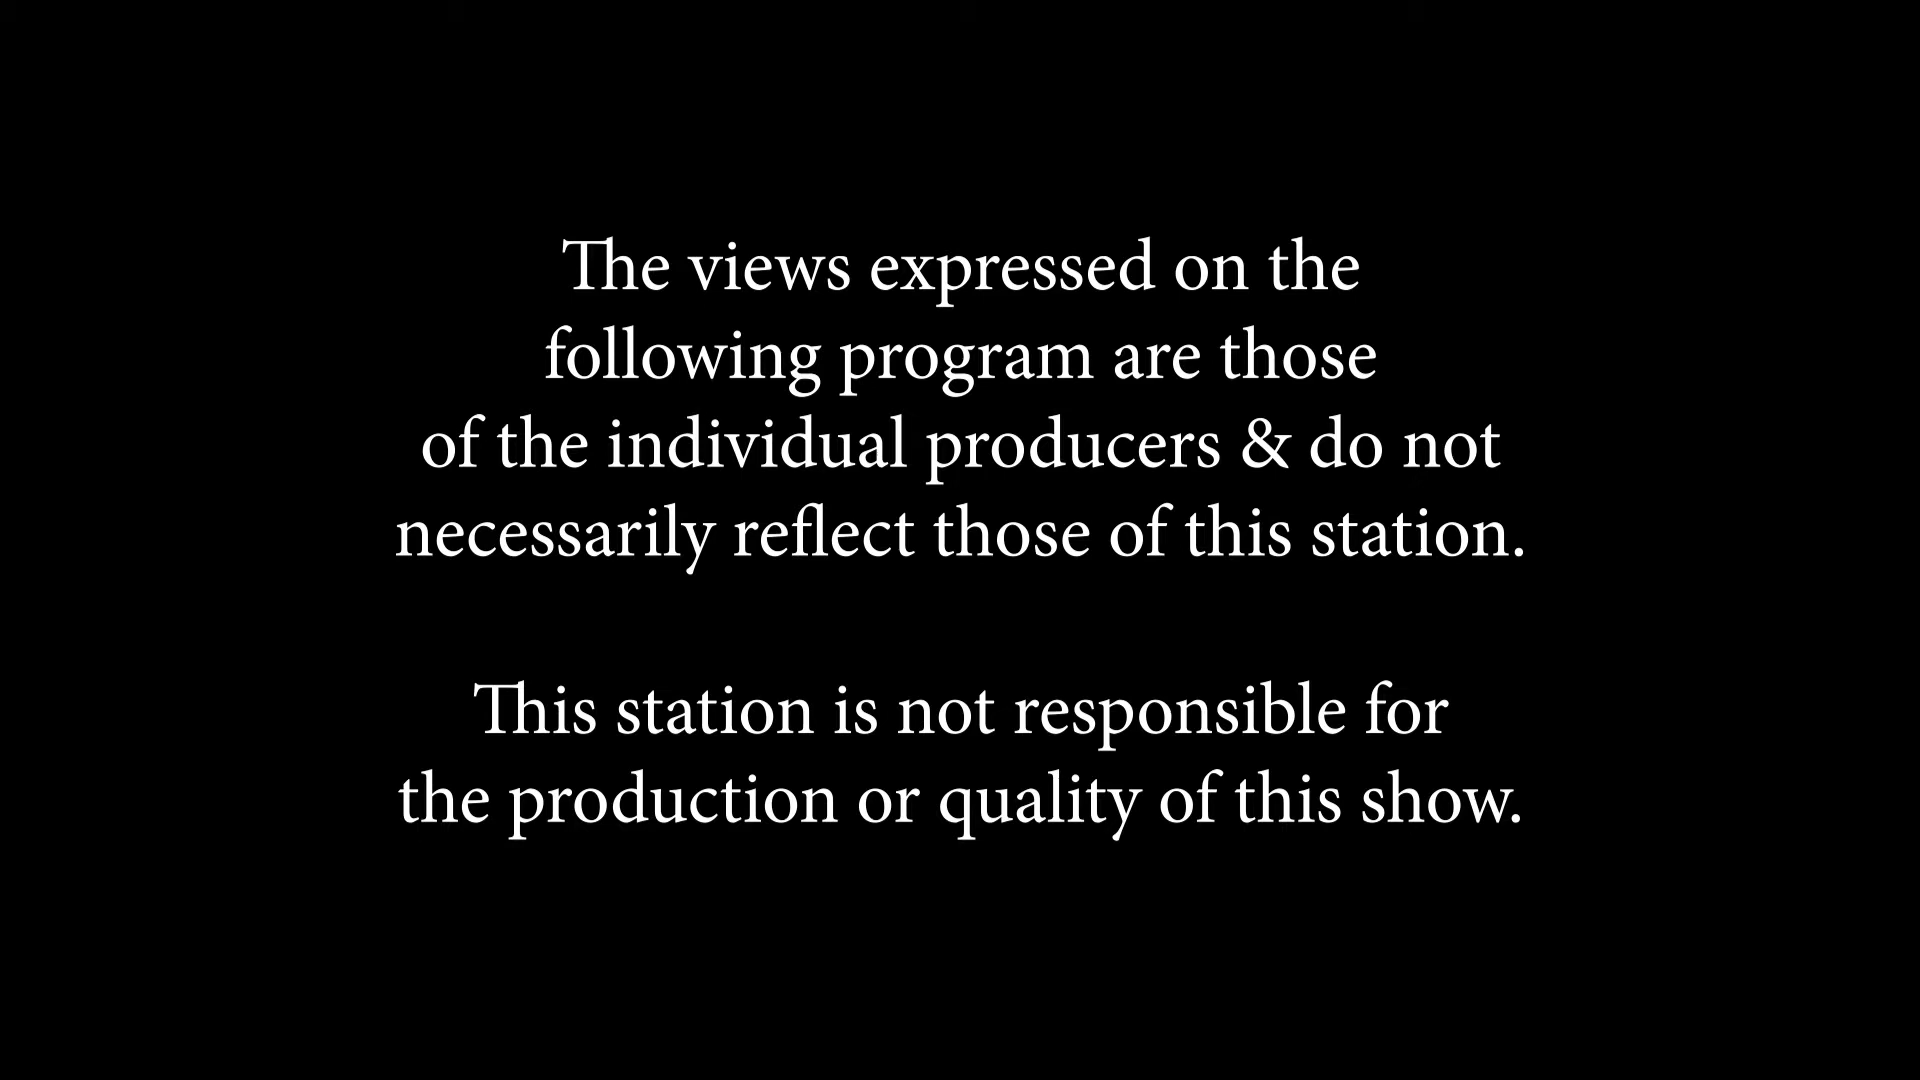 The views expressed on the
following program are those
of the individual producers & do not
necessarily reflect those of this station.
This station is not responsible for
the production or quality of this show.